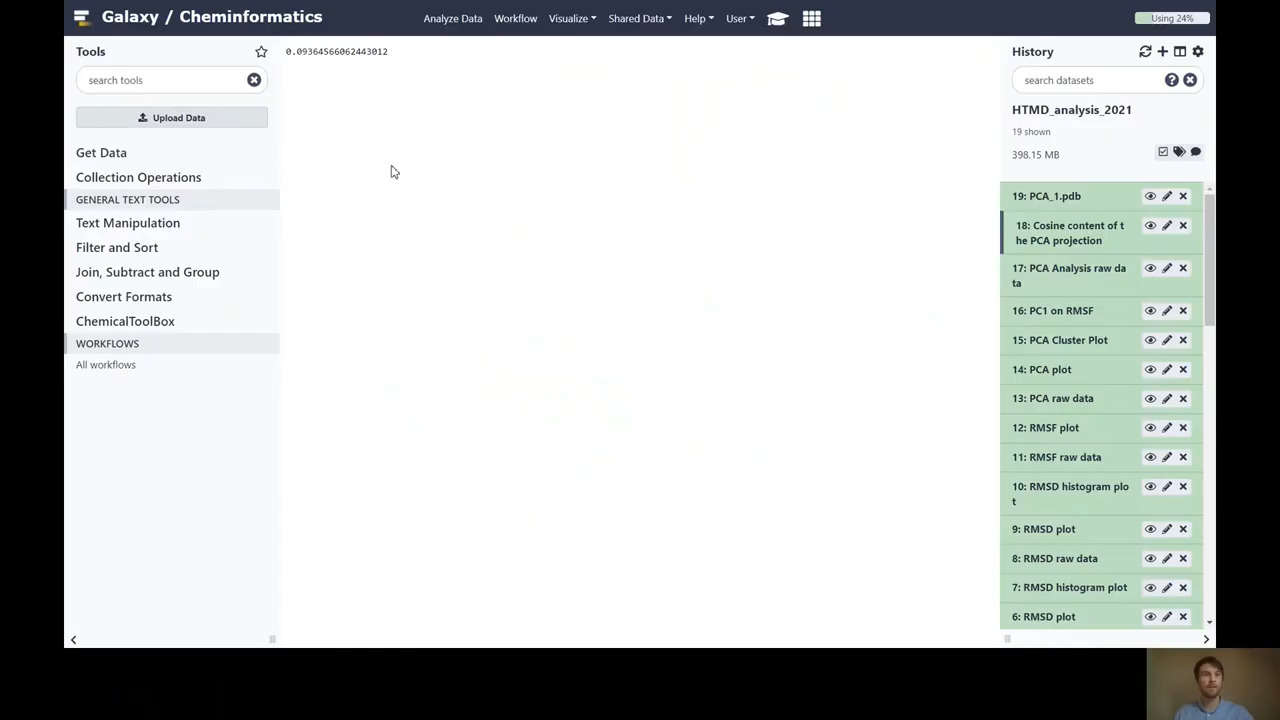 Galaxy / Cheminformatics
Analyze Data Workflow Visualize Shared Data Help User
Using 24%
Tools
search tools
Upload Data
Get Data
Collection Operations
GENERAL TEXT TOOLS
Text Manipulation
Filter and Sort
Join, Subtract and Group
Convert Formats
ChemicalToolBox
WORKFLOWS
All workflows
0.09364566062443012
History
search datasets
HTMD_analysis_2021
19 shown
398.15 MB
19: PCA_1.pdb
18: Cosine content of t
he PCA projection
17: PCA Analysis raw da
ta
16: PC1 on RMSF
15: PCA Cluster Plot
14: PCA plot
13: PCA raw data
12: RMSF plot
11: RMSF raw data
10: RMSD histogram plo
t
9: RMSD plot
8: RMSD raw data
7: RMSD histogram plot
6: RMSD plot